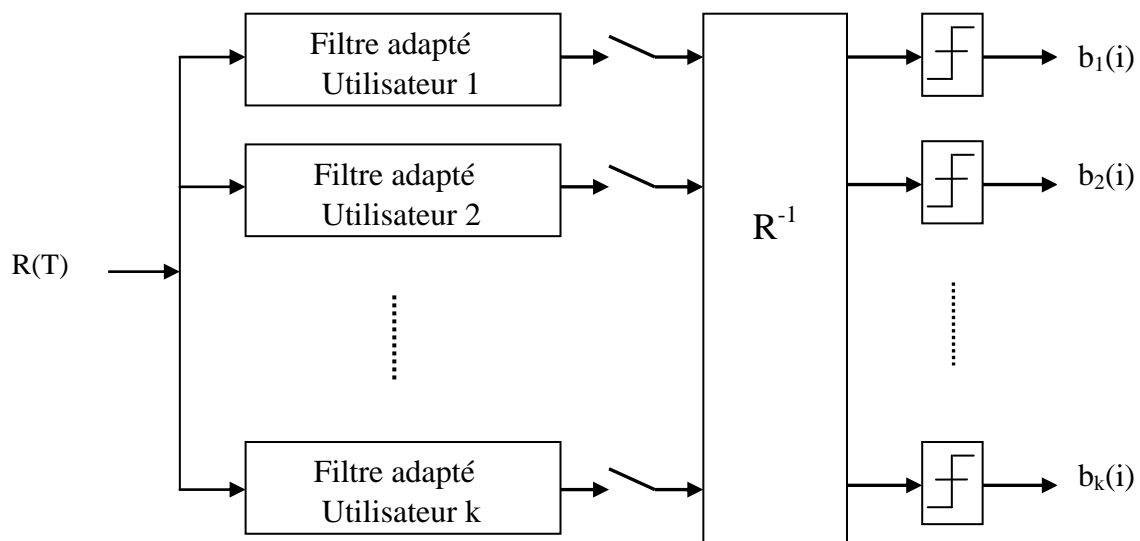 Filtre adapté
Utilisateur 1
b₁(i)
Filtre adapté
Utilisateur 2
b₂(i)
R⁻¹
R(T)
Filtre adapté
Utilisateur k
bₖ(i)